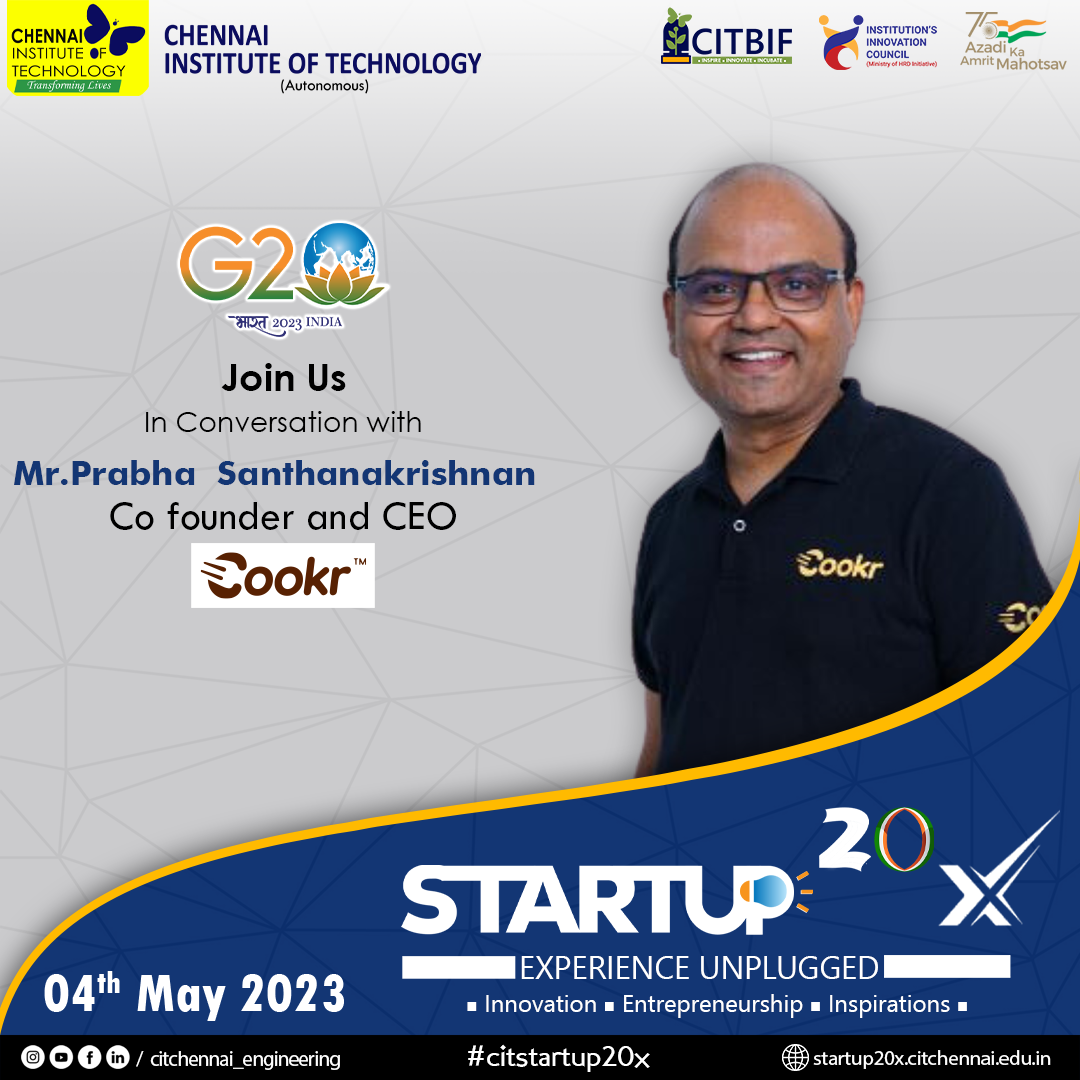 CHENNAI
INSTITUTE OF
TECHNOLOGY
Transforming Lives
CHENNAI
INSTITUTE OF TECHNOLOGY
(Autonomous)
CITBIF
INSPIRE INNOVATE INCUBATE
INSTITUTION'S
INNOVATION
COUNCIL
(Ministry of HRD Initiative)
75
Azadi Ka
Amrit Mahotsav
G20
भारत 2023 INDIA
Join Us
In Conversation with
Mr.Prabha Santhanakrishnan
Co founder and CEO
Cookr™
Cookr
STARTUP 20 X
EXPERIENCE UNPLUGGED
▪ Innovation ▪ Entrepreneurship ▪ Inspirations ▪
04th May 2023
/ citchennai_engineering
#citstartup20x
startup20x.citchennai.edu.in